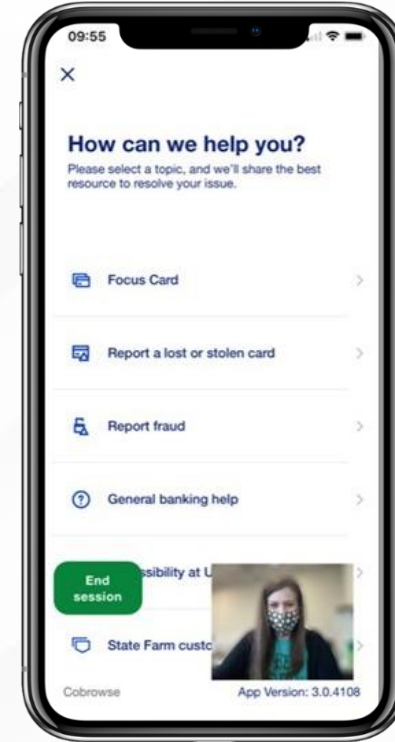 09:55
How can we help you?
Please select a topic, and we'll share the best
resource to resolve your issue.
Focus Card
Report a lost or stolen card
Report fraud
General banking help
End
session
ssibility at U
State Farm custo
Cobrowse
App Version: 3.0.4108